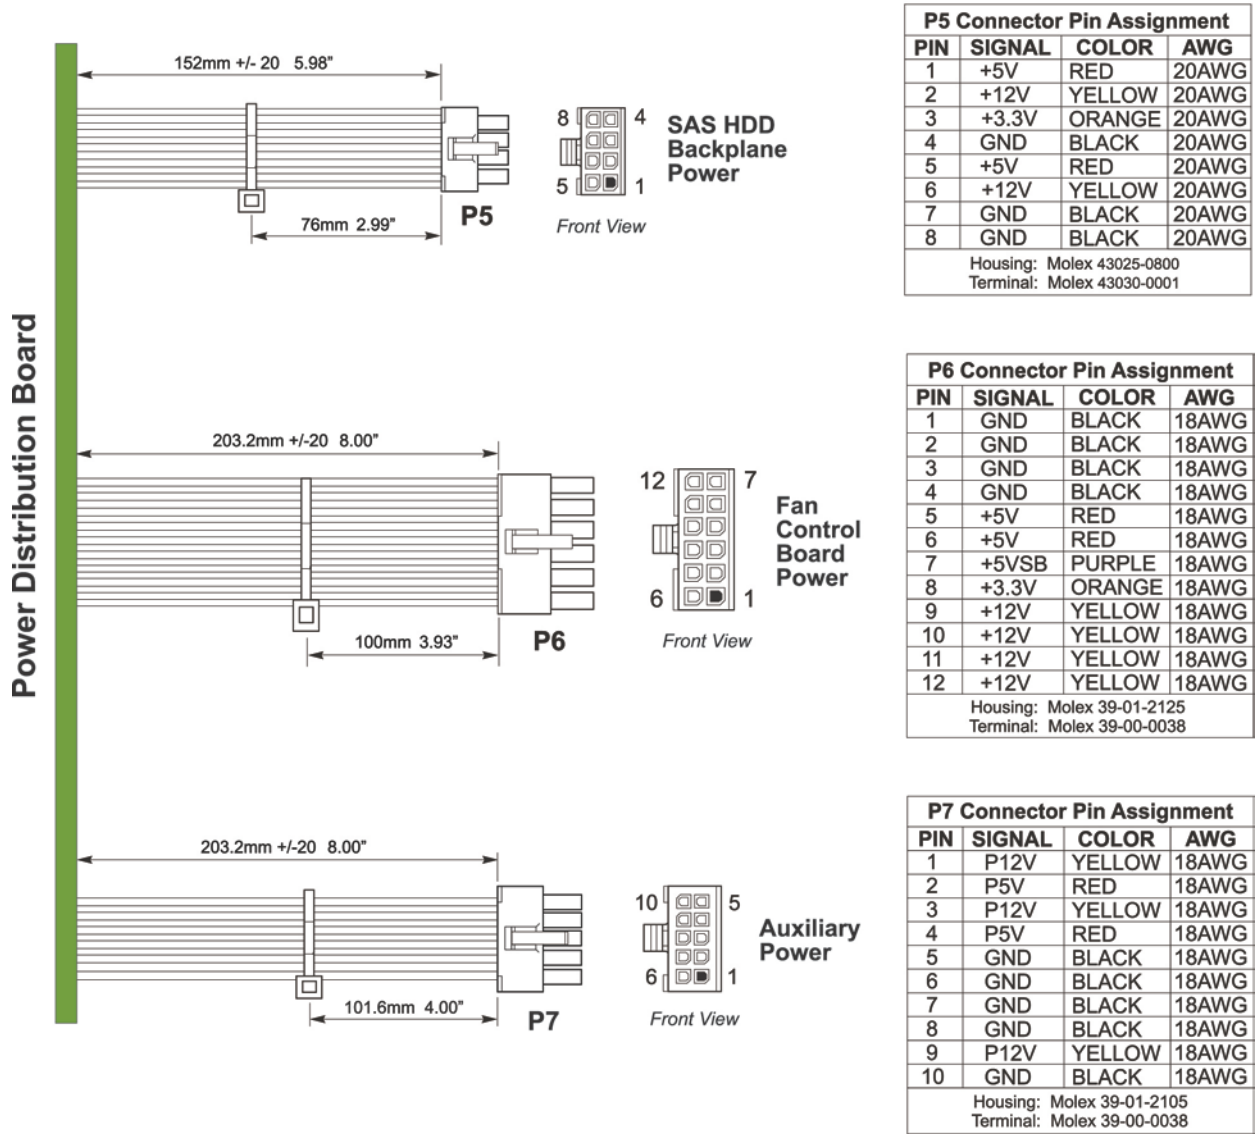 Power Distribution Board
152mm +/- 20 5.98"
76mm 2.99"
P5
8 4
5 1
Front View
SAS HDD
Backplane
Power
P5 Connector Pin Assignment
PIN SIGNAL COLOR AWG
1 +5V RED 20AWG
2 +12V YELLOW 20AWG
3 +3.3V ORANGE 20AWG
4 GND BLACK 20AWG
5 +5V RED 20AWG
6 +12V YELLOW 20AWG
7 GND BLACK 20AWG
8 GND BLACK 20AWG
Housing: Molex 43025-0800
Terminal: Molex 43030-0001
203.2mm +/-20 8.00"
100mm 3.93"
P6
12 7
6 1
Front View
Fan
Control
Board
Power
P6 Connector Pin Assignment
PIN SIGNAL COLOR AWG
1 GND BLACK 18AWG
2 GND BLACK 18AWG
3 GND BLACK 18AWG
4 GND BLACK 18AWG
5 +5V RED 18AWG
6 +5V RED 18AWG
7 +5VSB PURPLE 18AWG
8 +3.3V ORANGE 18AWG
9 +12V YELLOW 18AWG
10 +12V YELLOW 18AWG
11 +12V YELLOW 18AWG
12 +12V YELLOW 18AWG
Housing: Molex 39-01-2125
Terminal: Molex 39-00-0038
203.2mm +/-20 8.00"
101.6mm 4.00"
P7
10 5
6 1
Front View
Auxiliary
Power
P7 Connector Pin Assignment
PIN SIGNAL COLOR AWG
1 P12V YELLOW 18AWG
2 P5V RED 18AWG
3 P12V YELLOW 18AWG
4 P5V RED 18AWG
5 GND BLACK 18AWG
6 GND BLACK 18AWG
7 GND BLACK 18AWG
8 GND BLACK 18AWG
9 P12V YELLOW 18AWG
10 GND BLACK 18AWG
Housing: Molex 39-01-2105
Terminal: Molex 39-00-0038